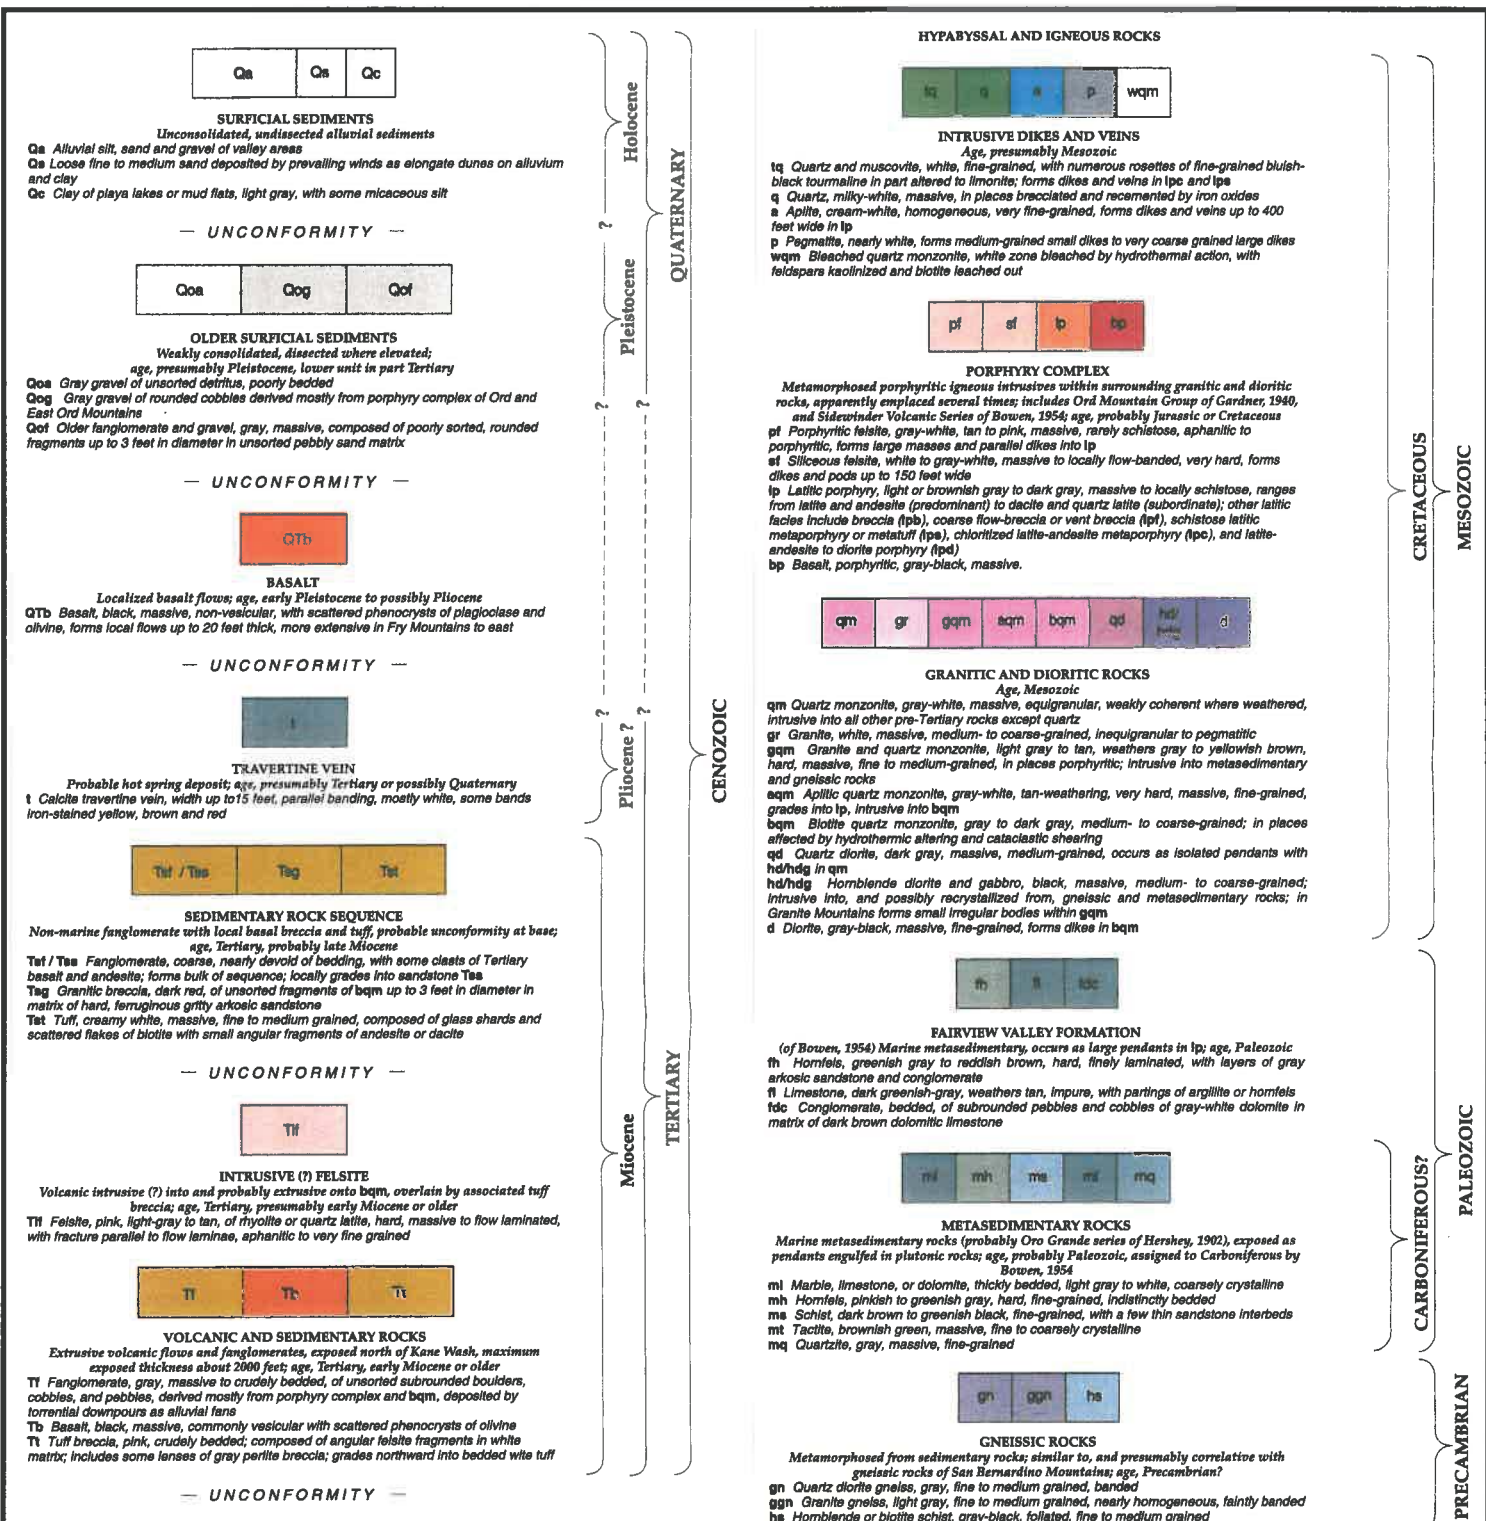 Qa Qs Qc
SURFICIAL SEDIMENTS
Unconsolidated, undissected alluvial sediments
Qa Alluvial silt, sand and gravel of valley areas
Qs Loose fine to medium sand deposited by prevailing winds as elongate dunes on alluvium
and clay
Qc Clay of playa lakes or mud flats, light gray, with some micaceous silt
— UNCONFORMITY —
Qoa Qog Qof
OLDER SURFICIAL SEDIMENTS
Weakly consolidated, dissected where elevated;
age, presumably Pleistocene, lower unit in part Tertiary
Qoa Gray gravel of unsorted detritus, poorly bedded
Qog Gray gravel of rounded cobbles derived mostly from porphyry complex of Ord and
East Ord Mountains
Qof Older fanglomerate and gravel, gray, massive, composed of poorly sorted, rounded
fragments up to 3 feet in diameter in unsorted pebbly sand matrix
— UNCONFORMITY —
QTb
BASALT
Localized basalt flows; age, early Pleistocene to possibly Pliocene
QTb Basalt, black, massive, non-vesicular, with scattered phenocrysts of plagioclase and
olivine, forms local flows up to 20 feet thick, more extensive in Fry Mountains to east
— UNCONFORMITY —
t
TRAVERTINE VEIN
Probable hot spring deposit; age, presumably Tertiary or possibly Quaternary
t Calcite travertine vein, width up to15 feet, parallel banding, mostly white, some bands
iron-stained yellow, brown and red
Tsf / Tss Tsg Tst
SEDIMENTARY ROCK SEQUENCE
Non-marine fanglomerate with local basal breccia and tuff, probable unconformity at base;
age, Tertiary, probably late Miocene
Tsf / Tss Fanglomerate, coarse, nearly devoid of bedding, with some clasts of Tertiary
basalt and andesite; forms bulk of sequence; locally grades into sandstone Tss
Tsg Granitic breccia, dark red, of unsorted fragments of bqm up to 3 feet in diameter in
matrix of hard, ferruginous gritty arkosic sandstone
Tst Tuff, creamy white, massive, fine to medium grained, composed of glass shards and
scattered flakes of biotite with small angular fragments of andesite or dacite
— UNCONFORMITY —
Tif
INTRUSIVE (?) FELSITE
Volcanic intrusive (?) into and probably extrusive onto bqm, overlain by associated tuff
breccia; age, Tertiary, presumably early Miocene or older
Tif Felsite, pink, light-gray to tan, of rhyolite or quartz latite, hard, massive to flow laminated,
with fracture parallel to flow laminae, aphanitic to very fine grained
Tf Tb Tt
VOLCANIC AND SEDIMENTARY ROCKS
Extrusive volcanic flows and fanglomerates, exposed north of Kane Wash, maximum
exposed thickness about 2000 feet; age, Tertiary, early Miocene or older
Tf Fanglomerate, gray, massive to crudely bedded, of unsorted subrounded boulders,
cobbles, and pebbles, derived mostly from porphyry complex and bqm, deposited by
torrential downpours as alluvial fans
Tb Basalt, black, massive, commonly vesicular with scattered phenocrysts of olivine
Tt Tuff breccia, pink, crudely bedded; composed of angular felsite fragments in white
matrix; includes some lenses of gray perlite breccia; grades northward into bedded wite tuff
— UNCONFORMITY —
Holocene
?
Pleistocene
? ?
? ?
Pliocene ?
Miocene
QUATERNARY
TERTIARY
CENOZOIC
HYPABYSSAL AND IGNEOUS ROCKS
tq q a p wqm
INTRUSIVE DIKES AND VEINS
Age, presumably Mesozoic
tq Quartz and muscovite, white, fine-grained, with numerous rosettes of fine-grained bluish-
black tourmaline in part altered to limonite; forms dikes and veins in lpc and lps
q Quartz, milky-white, massive, in places brecciated and recemented by iron oxides
a Aplite, cream-white, homogeneous, very fine-grained, forms dikes and veins up to 400
feet wide in lp
p Pegmatite, nearly white, forms medium-grained small dikes to very coarse grained large dikes
wqm Bleached quartz monzonite, white zone bleached by hydrothermal action, with
feldspars kaolinized and biotite leached out
pf sf lp bp
PORPHYRY COMPLEX
Metamorphosed porphyritic igneous intrusives within surrounding granitic and dioritic
rocks, apparently emplaced several times; includes Ord Mountain Group of Gardner, 1940,
and Sidewinder Volcanic Series of Bowen, 1954; age, probably Jurassic or Cretaceous
pf Porphyritic felsite, gray-white, tan to pink, massive, rarely schistose, aphanitic to
porphyritic, forms large masses and parallel dikes into lp
sf Siliceous felsite, white to gray-white, massive to locally flow-banded, very hard, forms
dikes and pods up to 150 feet wide
lp Latitic porphyry, light or brownish gray to dark gray, massive to locally schistose, ranges
from latite and andesite (predominant) to dacite and quartz latite (subordinate); other latitic
facies include breccia (lpb), coarse flow-breccia or vent breccia (lpf), schistose latitic
metaporphyry or metatuff (lps), chloritized latite-andesite metaporphyry (lpc), and latite-
andesite to diorite porphyry (lpd)
bp Basalt, porphyritic, gray-black, massive.
qm gr gqm aqm bqm qd hd/ d
GRANITIC AND DIORITIC ROCKS
Age, Mesozoic
qm Quartz monzonite, gray-white, massive, equigranular, weakly coherent where weathered,
intrusive into all other pre-Tertiary rocks except quartz
gr Granite, white, massive, medium- to coarse-grained, inequigranular to pegmatitic
gqm Granite and quartz monzonite, light gray to tan, weathers gray to yellowish brown,
hard, massive, fine to medium-grained, in places porphyritic; intrusive into metasedimentary
and gneissic rocks
aqm Aplitic quartz monzonite, gray-white, tan-weathering, very hard, massive, fine-grained,
grades into lp, intrusive into bqm
bqm Biotite quartz monzonite, gray to dark gray, medium- to coarse-grained; in places
affected by hydrothermic altering and cataclastic shearing
qd Quartz diorite, dark gray, massive, medium-grained, occurs as isolated pendants with
hd/hdg in qm
hd/hdg Hornblende diorite and gabbro, black, massive, medium- to coarse-grained;
intrusive into, and possibly recrystallized from, gneissic and metasedimentary rocks; in
Granite Mountains forms small irregular bodies within gqm
d Diorite, gray-black, massive, fine-grained, forms dikes in bqm
fh fl fdc
FAIRVIEW VALLEY FORMATION
(of Bowen, 1954) Marine metasedimentary, occurs as large pendants in lp; age, Paleozoic
fh Hornfels, greenish gray to reddish brown, hard, finely laminated, with layers of gray
arkosic sandstone and conglomerate
fl Limestone, dark greenish-gray, weathers tan, impure, with partings of argillite or hornfels
fdc Conglomerate, bedded, of subrounded pebbles and cobbles of gray-white dolomite in
matrix of dark brown dolomitic limestone
ml mh ms mt mq
METASEDIMENTARY ROCKS
Marine metasedimentary rocks (probably Oro Grande series of Hershey, 1902), exposed as
pendants engulfed in plutonic rocks; age, probably Paleozoic, assigned to Carboniferous by
Bowen, 1954
ml Marble, limestone, or dolomite, thickly bedded, light gray to white, coarsely crystalline
mh Hornfels, pinkish to greenish gray, hard, fine-grained, indistinctly bedded
ms Schist, dark brown to greenish black, fine-grained, with a few thin sandstone interbeds
mt Tactite, brownish green, massive, fine to coarsely crystalline
mq Quartzite, gray, massive, fine-grained
gn ggn hs
GNEISSIC ROCKS
Metamorphosed from sedimentary rocks; similar to, and presumably correlative with
gneissic rocks of San Bernardino Mountains; age, Precambrian?
gn Quartz diorite gneiss, gray, fine to medium grained, banded
ggn Granite gneiss, light gray, fine to medium grained, nearly homogeneous, faintly banded
hs Hornblende or biotite schist, gray-black, foliated, fine to medium grained
CRETACEOUS
MESOZOIC
CARBONIFEROUS?
PALEOZOIC
PRECAMBRIAN